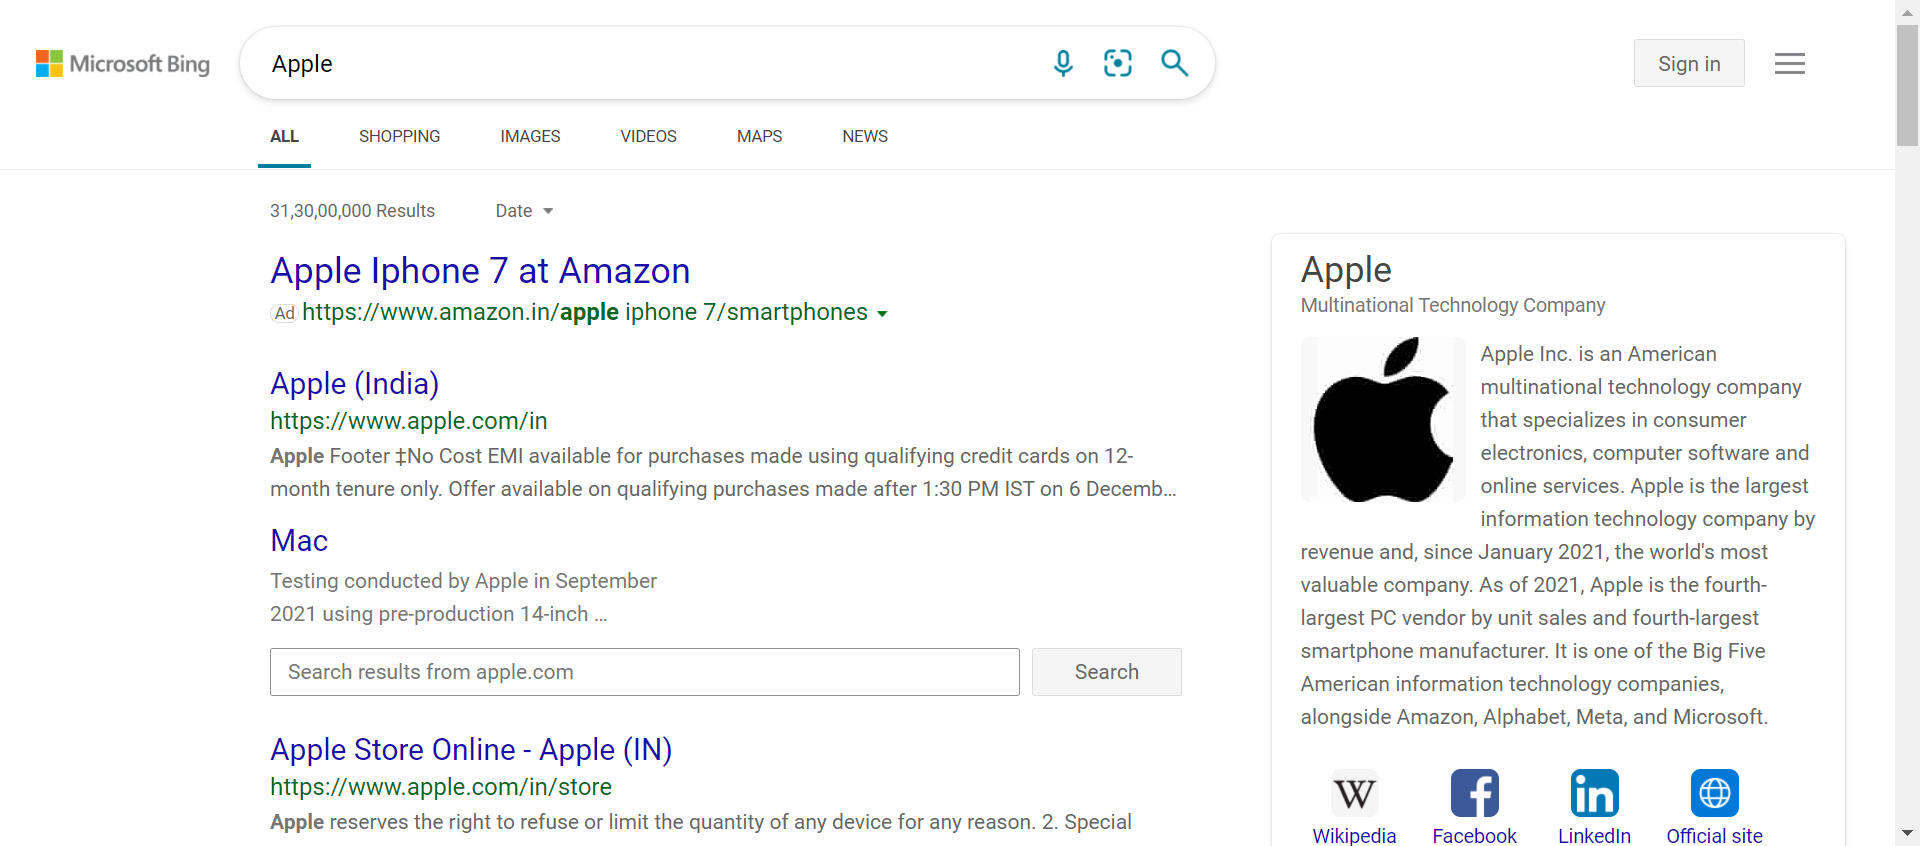 Microsoft Bing
Apple
Sign in
ALL SHOPPING IMAGES VIDEOS MAPS NEWS
31,30,00,000 Results Date
Apple Iphone 7 at Amazon
Ad https://www.amazon.in/apple iphone 7/smartphones
Apple (India)
https://www.apple.com/in
Apple Footer ‡No Cost EMI available for purchases made using qualifying credit cards on 12-
month tenure only. Offer available on qualifying purchases made after 1:30 PM IST on 6 Decemb...
Mac
Testing conducted by Apple in September
2021 using pre-production 14-inch ...
Search results from apple.com
Search
Apple Store Online - Apple (IN)
https://www.apple.com/in/store
Apple reserves the right to refuse or limit the quantity of any device for any reason. 2. Special
Apple
Multinational Technology Company
Apple Inc. is an American
multinational technology company
that specializes in consumer
electronics, computer software and
online services. Apple is the largest
information technology company by
revenue and, since January 2021, the world's most
valuable company. As of 2021, Apple is the fourth-
largest PC vendor by unit sales and fourth-largest
smartphone manufacturer. It is one of the Big Five
American information technology companies,
alongside Amazon, Alphabet, Meta, and Microsoft.
W f in
Wikipedia Facebook LinkedIn Official site